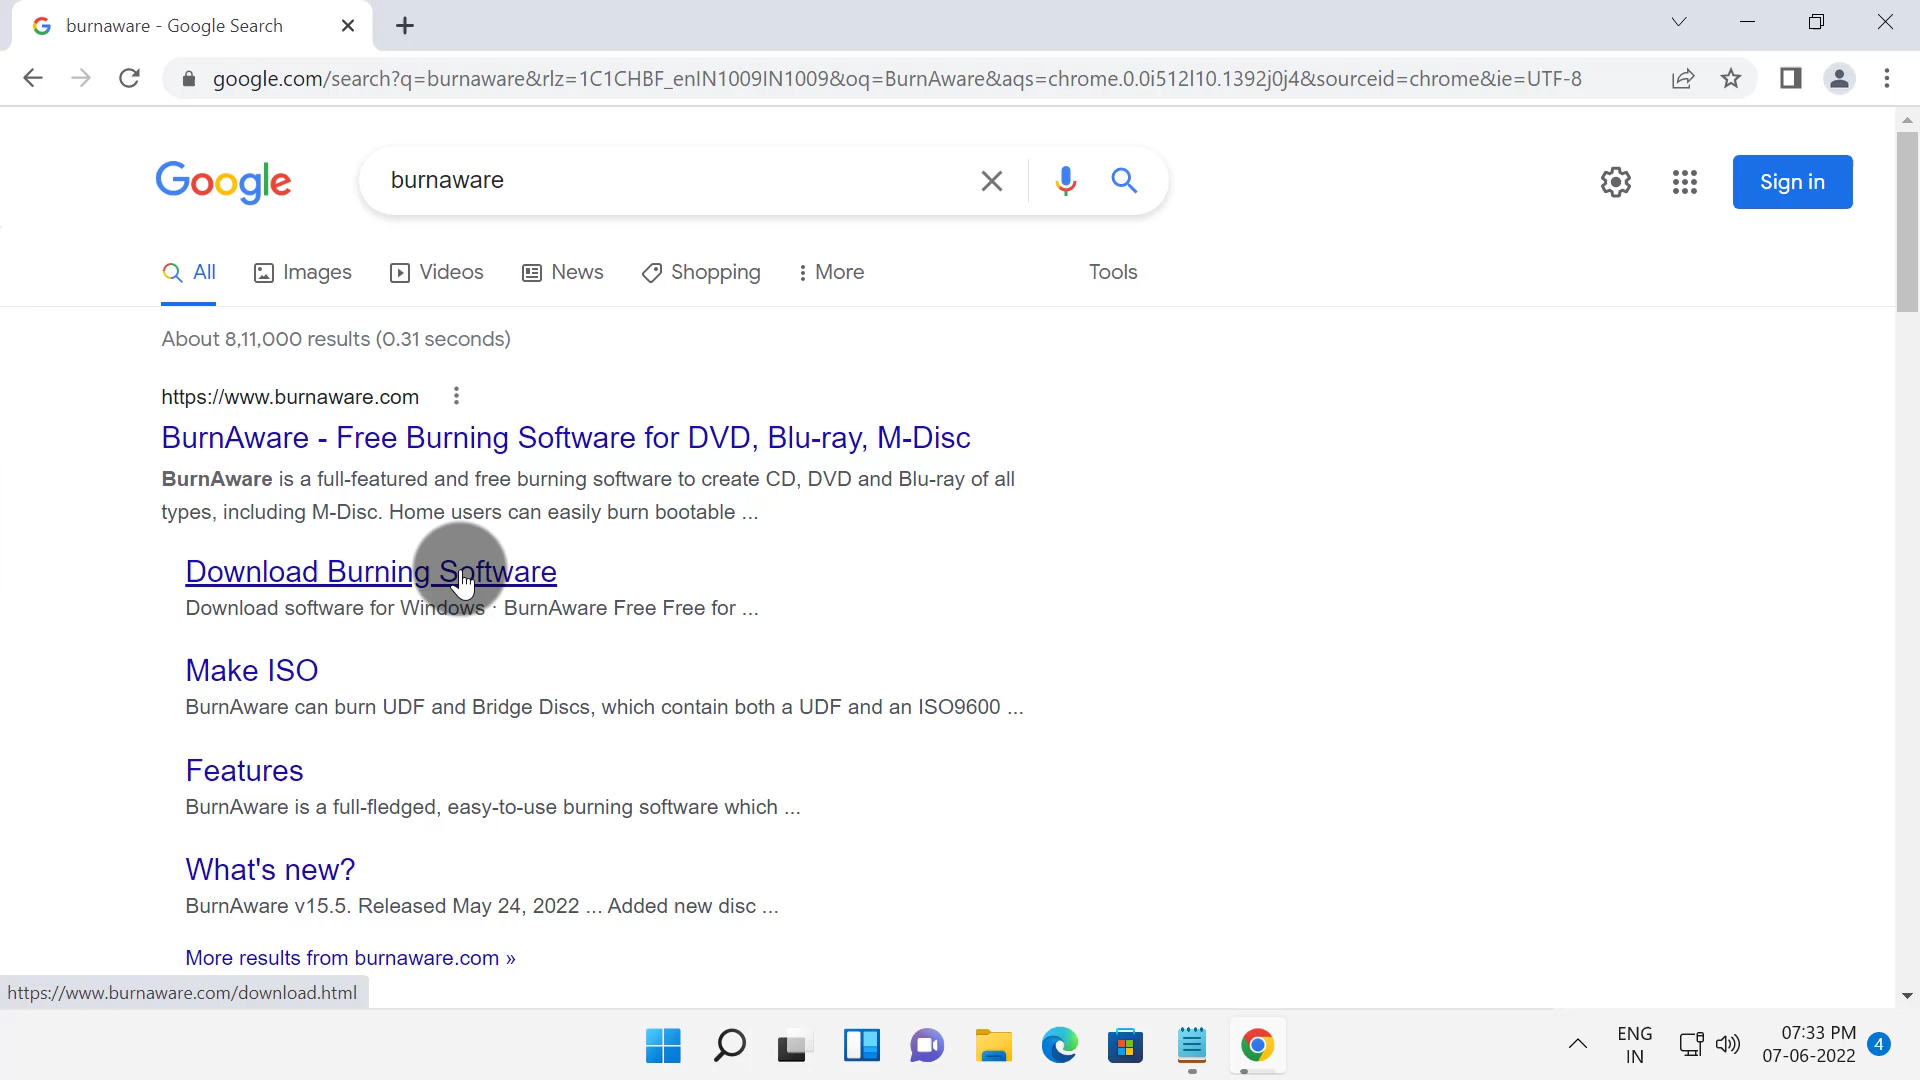 burnaware - Google Search
google.com/search?q=burnaware&rlz=1C1CHBF_enIN1009IN1009&oq=BurnAware&aqs=chrome.0.0i512l10.1392j0j4&sourceid=chrome&ie=UTF-8
Google
burnaware
Sign in
All
Images
Videos
News
Shopping
More
Tools
About 8,11,000 results (0.31 seconds)
https://www.burnaware.com
BurnAware - Free Burning Software for DVD, Blu-ray, M-Disc
BurnAware is a full-featured and free burning software to create CD, DVD and Blu-ray of all
types, including M-Disc. Home users can easily burn bootable ...
Download Burning Software
Download software for Windows · BurnAware Free Free for ...
Make ISO
BurnAware can burn UDF and Bridge Discs, which contain both a UDF and an ISO9600 ...
Features
BurnAware is a full-fledged, easy-to-use burning software which ...
What's new?
BurnAware v15.5. Released May 24, 2022 ... Added new disc ...
More results from burnaware.com »
https://www.burnaware.com/download.html
ENG
IN
07:33 PM
07-06-2022
4